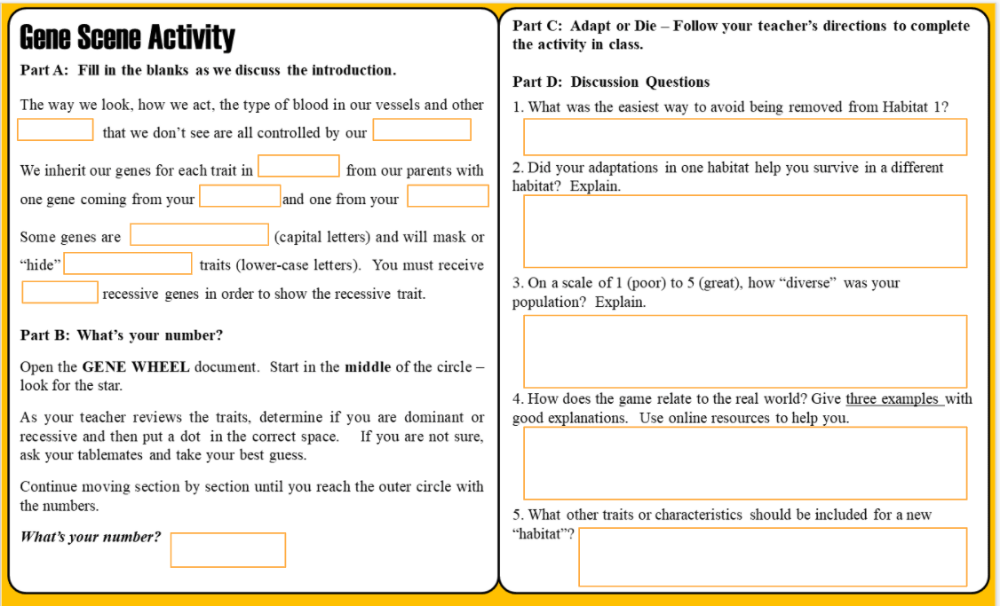 Gene Scene Activity
Part A: Fill in the blanks as we discuss the introduction.
The way we look, how we act, the type of blood in our vessels and other
that we don't see are all controlled by our
We inherit our genes for each trait in from our parents with
one gene coming from your and one from your
Some genes are (capital letters) and will mask or
“hide” traits (lower-case letters). You must receive
recessive genes in order to show the recessive trait.
Part B: What's your number?
Open the GENE WHEEL document. Start in the middle of the circle –
look for the star.
As your teacher reviews the traits, determine if you are dominant or
recessive and then put a dot in the correct space. If you are not sure,
ask your tablemates and take your best guess.
Continue moving section by section until you reach the outer circle with
the numbers.
What's your number?
Part C: Adapt or Die – Follow your teacher's directions to complete
the activity in class.
Part D: Discussion Questions
1. What was the easiest way to avoid being removed from Habitat 1?
2. Did your adaptations in one habitat help you survive in a different
habitat? Explain.
3. On a scale of 1 (poor) to 5 (great), how “diverse” was your
population? Explain.
4. How does the game relate to the real world? Give three examples with
good explanations. Use online resources to help you.
5. What other traits or characteristics should be included for a new
“habitat”?